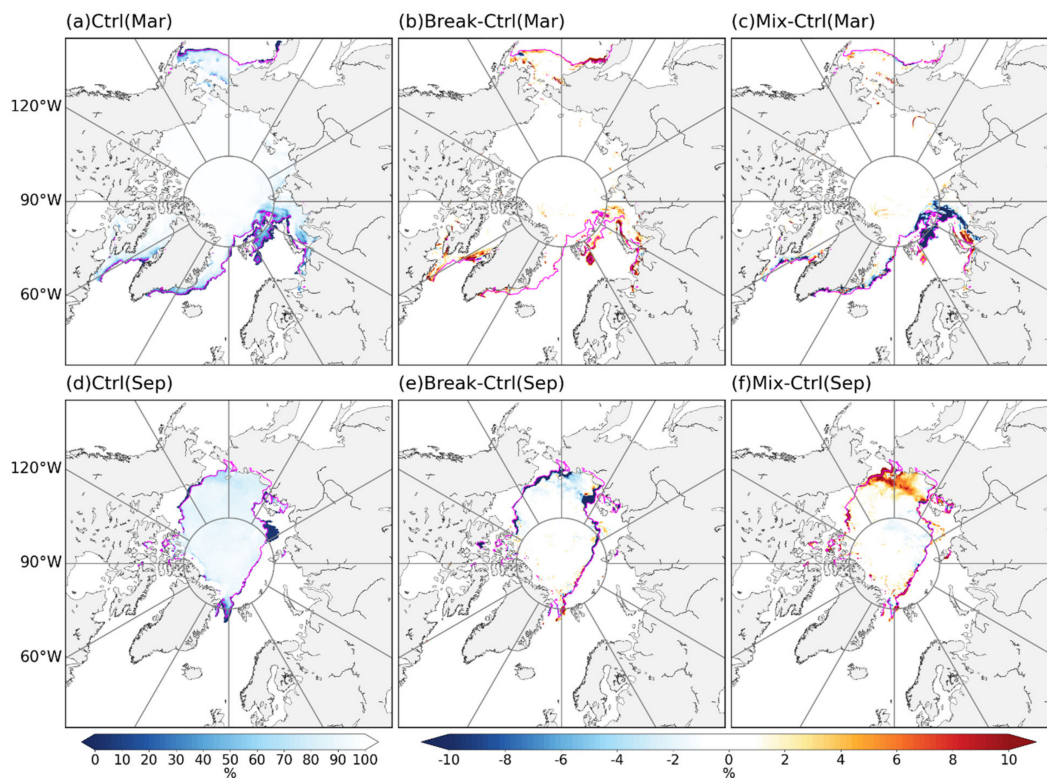 (a)Ctrl(Mar)
(b)Break-Ctrl(Mar)
(c)Mix-Ctrl(Mar)
120°W
90°W
60°W
(d)Ctrl(Sep)
(e)Break-Ctrl(Sep)
(f)Mix-Ctrl(Sep)
120°W
90°W
60°W
0 10 20 30 40 50 60 70 80 90 100
%
-10 -8 -6 -4 -2 0 2 4 6 8 10
%